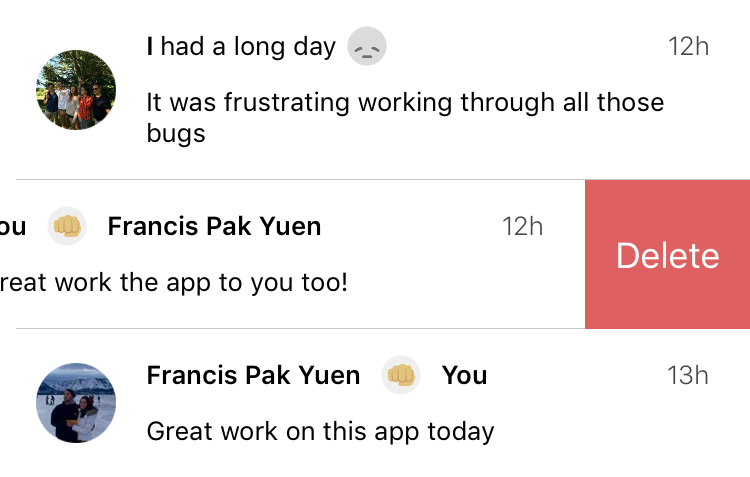 I had a long day 😞 12h
It was frustrating working through all those
bugs
ou 👊 Francis Pak Yuen 12h
reat work the app to you too!
Delete
Francis Pak Yuen 👊 You 13h
Great work on this app today